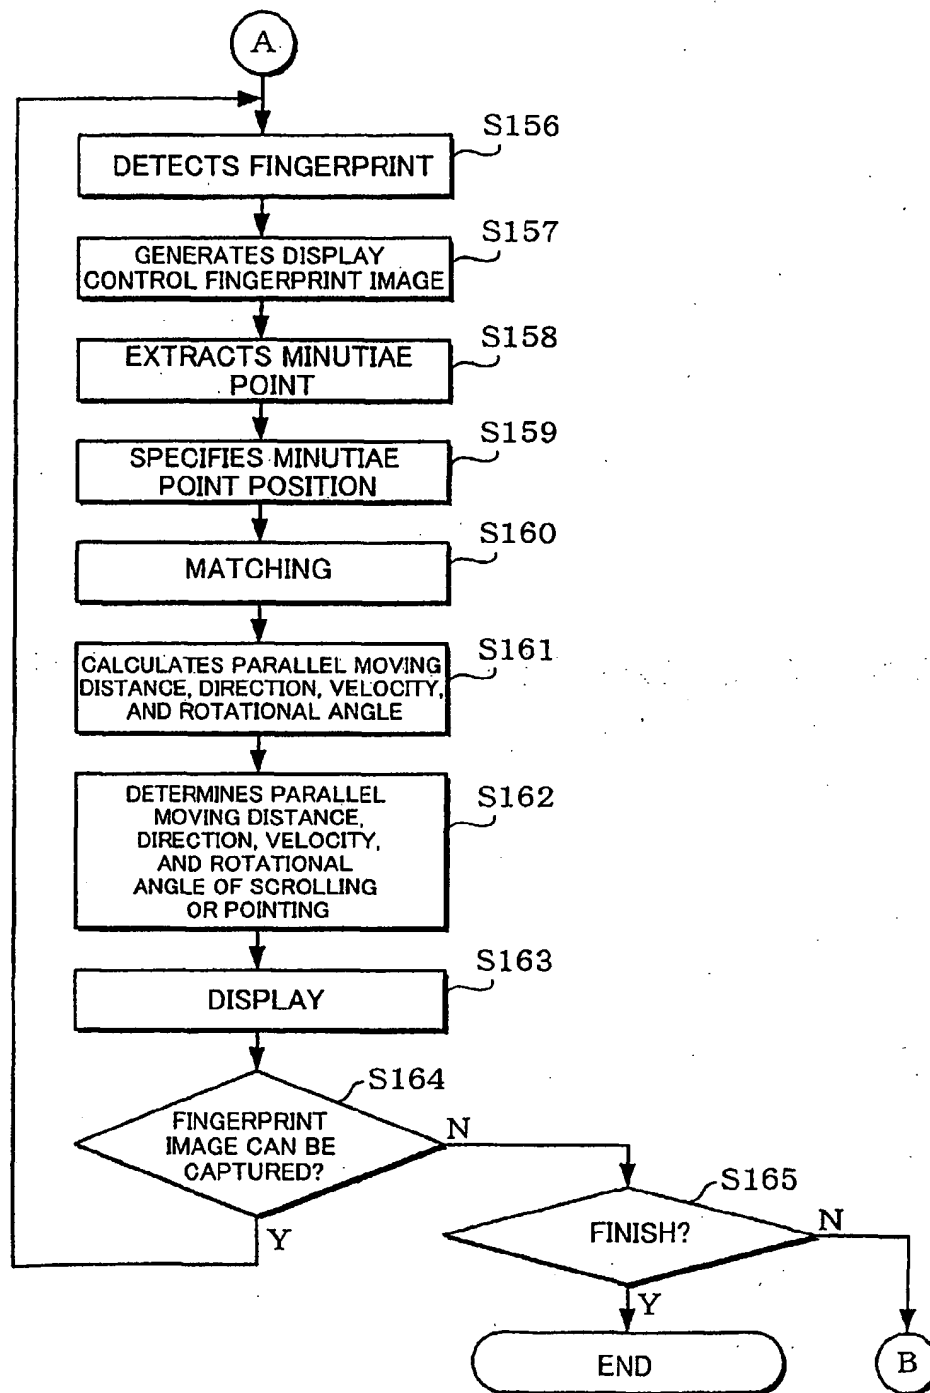 A
S156
DETECTS FINGERPRINT
S157
GENERATES DISPLAY
CONTROL FINGERPRINT IMAGE
S158
EXTRACTS MINUTIAE
POINT
S159
SPECIFIES MINUTIAE
POINT POSITION
S160
MATCHING
S161
CALCULATES PARALLEL MOVING
DISTANCE, DIRECTION, VELOCITY,
AND ROTATIONAL ANGLE
S162
DETERMINES PARALLEL
MOVING DISTANCE,
DIRECTION, VELOCITY,
AND ROTATIONAL
ANGLE OF SCROLLING
OR POINTING
S163
DISPLAY
S164
FINGERPRINT
IMAGE CAN BE
CAPTURED?
N
Y
S165
FINISH?
N
Y
END
B